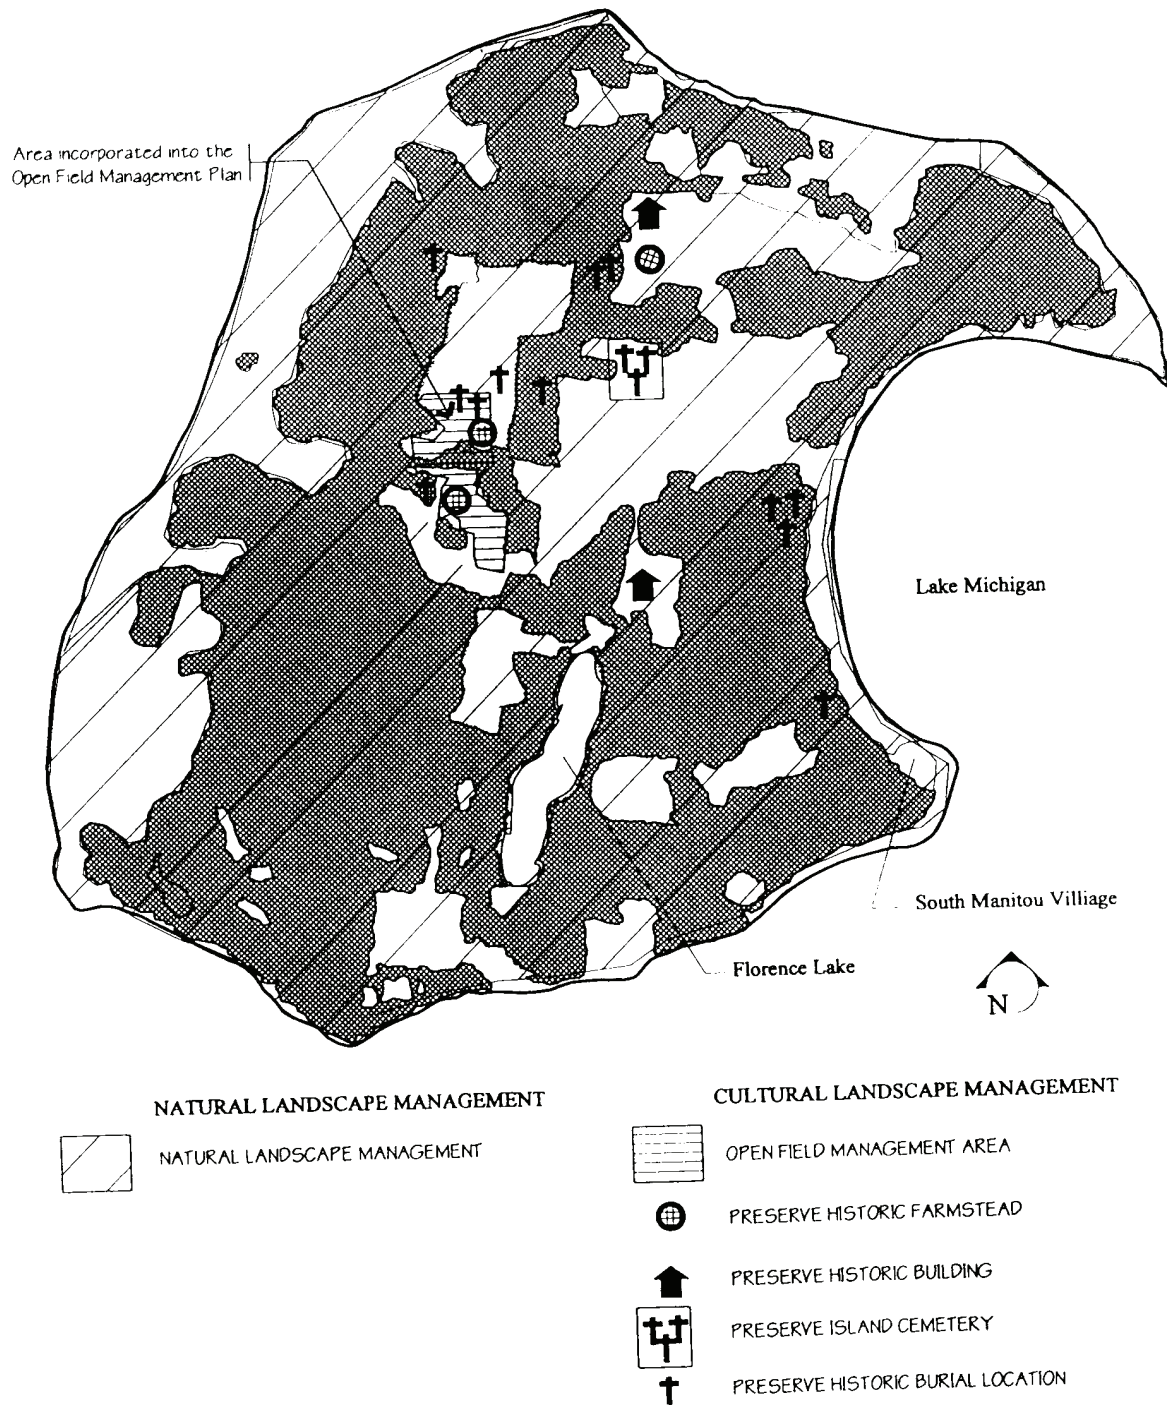 Area incorporated into the
Open Field Management Plan
Lake Michigan
South Manitou Villiage
Florence Lake
N
NATURAL LANDSCAPE MANAGEMENT
NATURAL LANDSCAPE MANAGEMENT
CULTURAL LANDSCAPE MANAGEMENT
OPEN FIELD MANAGEMENT AREA
PRESERVE HISTORIC FARMSTEAD
PRESERVE HISTORIC BUILDING
PRESERVE ISLAND CEMETERY
PRESERVE HISTORIC BURIAL LOCATION